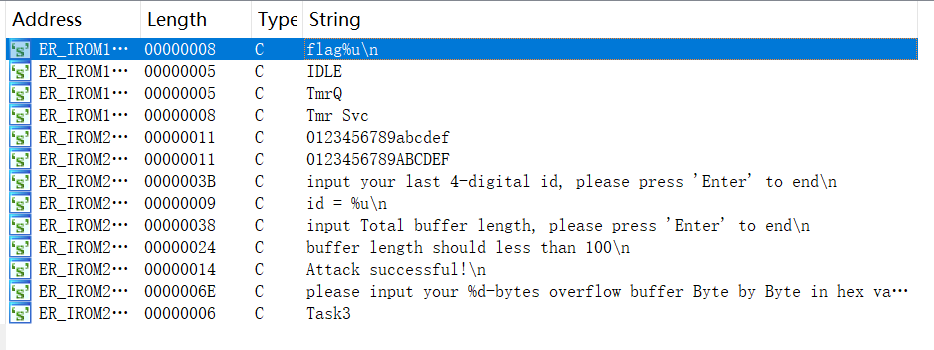 Address Length Type String
's' ER_IROM1… 00000008 C flag%u\n
's' ER_IROM1… 00000005 C IDLE
's' ER_IROM1… 00000005 C TmrQ
's' ER_IROM1… 00000008 C Tmr Svc
's' ER_IROM2… 00000011 C 0123456789abcdef
's' ER_IROM2… 00000011 C 0123456789ABCDEF
's' ER_IROM2… 0000003B C input your last 4-digital id, please press 'Enter' to end\n
's' ER_IROM2… 00000009 C id = %u\n
's' ER_IROM2… 00000038 C input Total buffer length, please press 'Enter' to end\n
's' ER_IROM2… 00000024 C buffer length should less than 100\n
's' ER_IROM2… 00000014 C Attack successful!\n
's' ER_IROM2… 0000006E C please input your %d-bytes overflow buffer Byte by Byte in hex va…
's' ER_IROM2… 00000006 C Task3